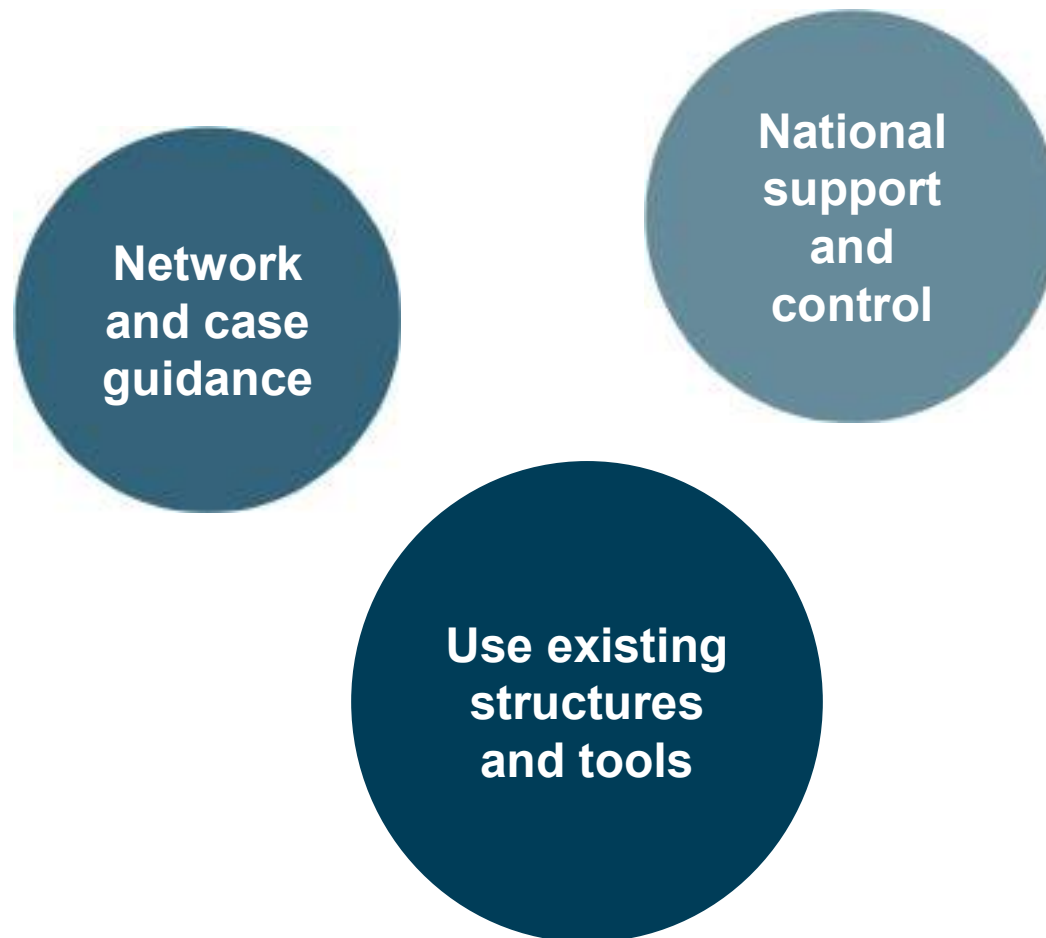 Network
and case
guidance
National
support
and
control
Use existing
structures
and tools